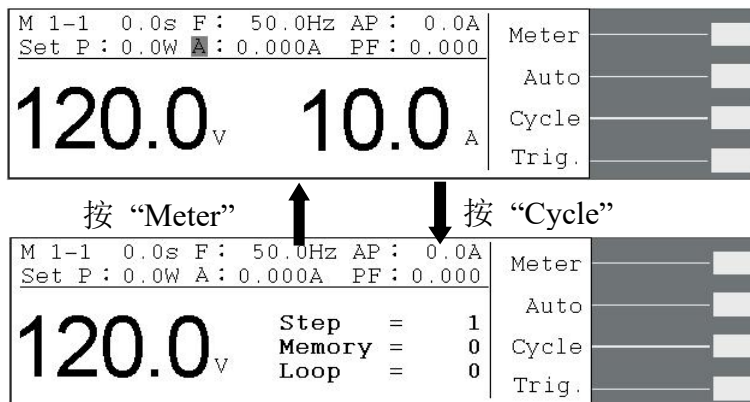 M 1-1 0.0s F: 50.0Hz AP: 0.0A
Set P:0.0W A:0.000A PF:0.000
120.0V 10.0 A
Meter
Auto
Cycle
Trig.
按 “Meter” 按 “Cycle”
M 1-1 0.0s F: 50.0Hz AP: 0.0A
Set P:0.0W A:0.000A PF:0.000
120.0V
Step = 1
Memory = 0
Loop = 0
Meter
Auto
Cycle
Trig.